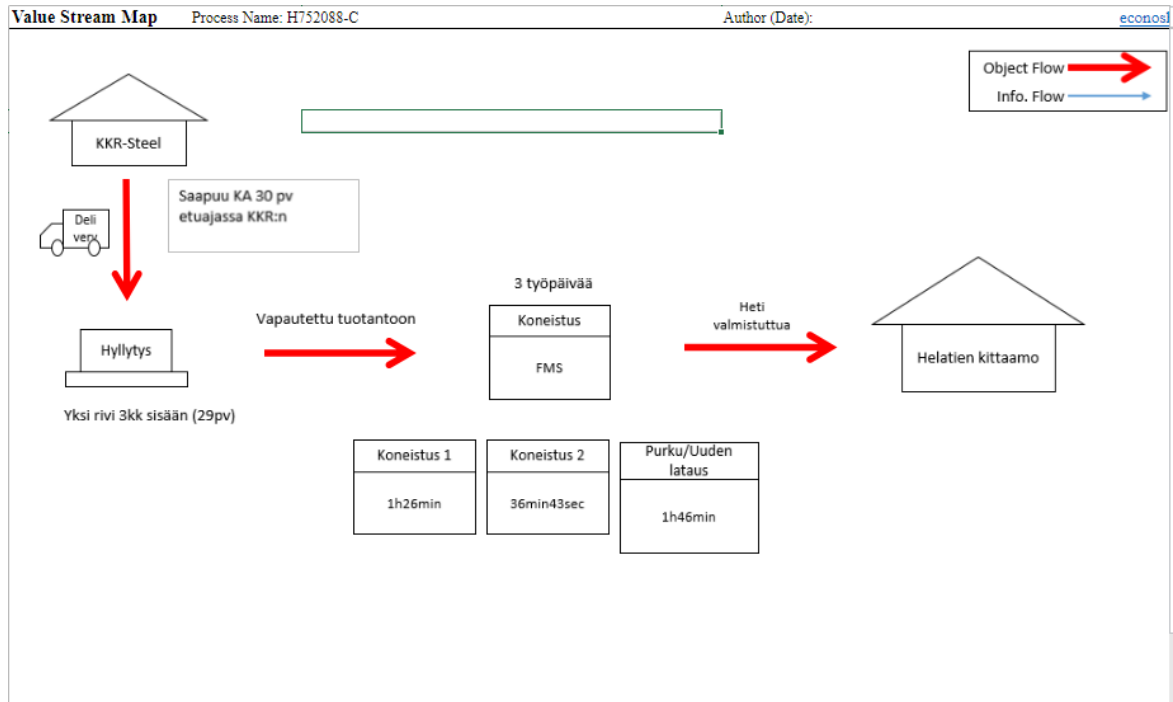 Value Stream Map Process Name: H752088-C Author (Date):
Object Flow
Info. Flow
KKR-Steel
Saapuu KA 30 pv
etuajassa KKR:n
Deli
very
3 työpäivää
Vapautettu tuotantoon
Koneistus
FMS
Heti
valmistuttua
Hyllytys
Helatien kittaamo
Yksi rivi 3kk sisään (29pv)
Koneistus 1
1h26min
Koneistus 2
36min43sec
Purku/Uuden
lataus
1h46min